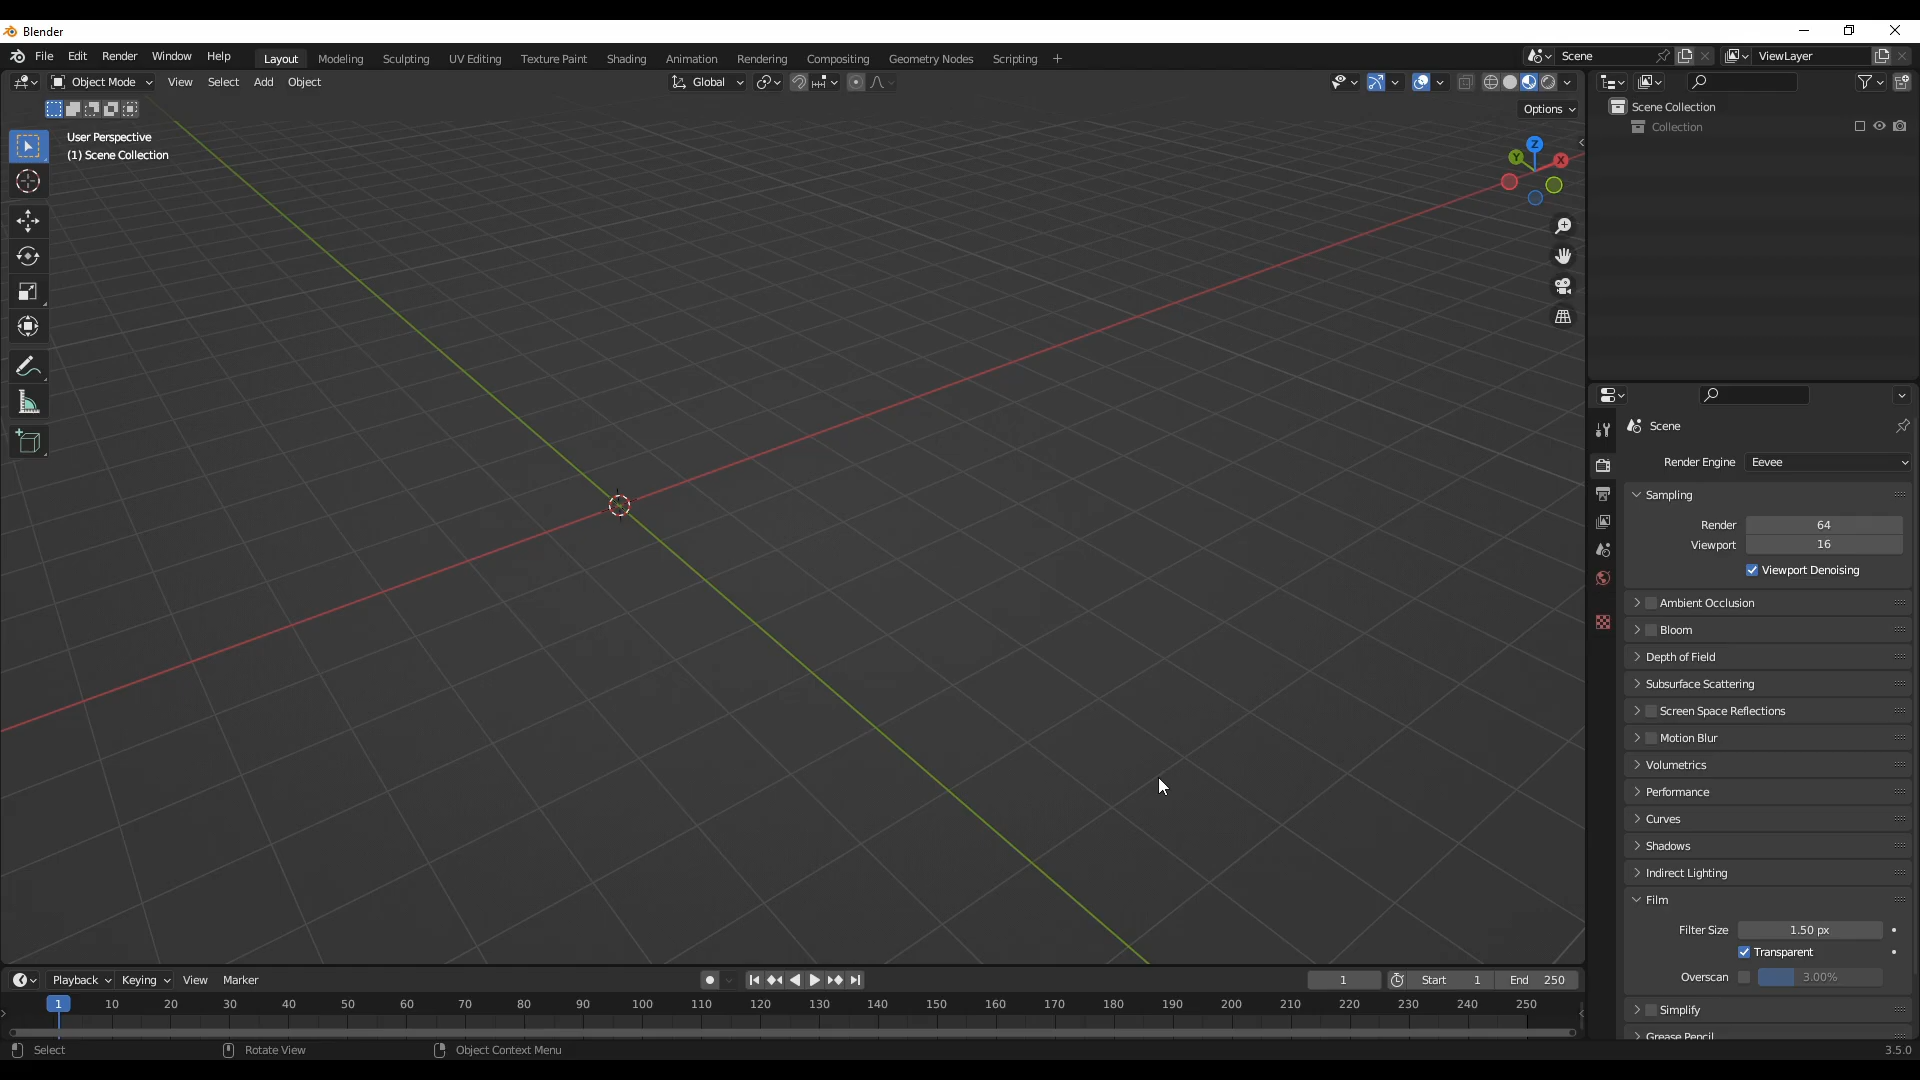 Blender
File Edit Render Window Help Layout Modeling Sculpting UV Editing Texture Paint Shading Animation Rendering Compositing Geometry Nodes Scripting + Scene ViewLayer
Object Mode View Select Add Object Global
Options
User Perspective
(1) Scene Collection
Z
Y
X
Scene Collection
Collection
Scene
Render Engine Eevee
Sampling
Render 64
Viewport 16
Viewport Denoising
Ambient Occlusion
Bloom
Depth of Field
Subsurface Scattering
Screen Space Reflections
Motion Blur
Volumetrics
Performance
Curves
Shadows
Indirect Lighting
Film
Filter Size 1.50 px
Transparent
Overscan 3.00%
Simplify
Grease Pencil
Playback Keying View Marker 1 Start 1 End 250
1 10 20 30 40 50 60 70 80 90 100 110 120 130 140 150 160 170 180 190 200 210 220 230 240 250
Select Rotate View Object Context Menu 3.5.0